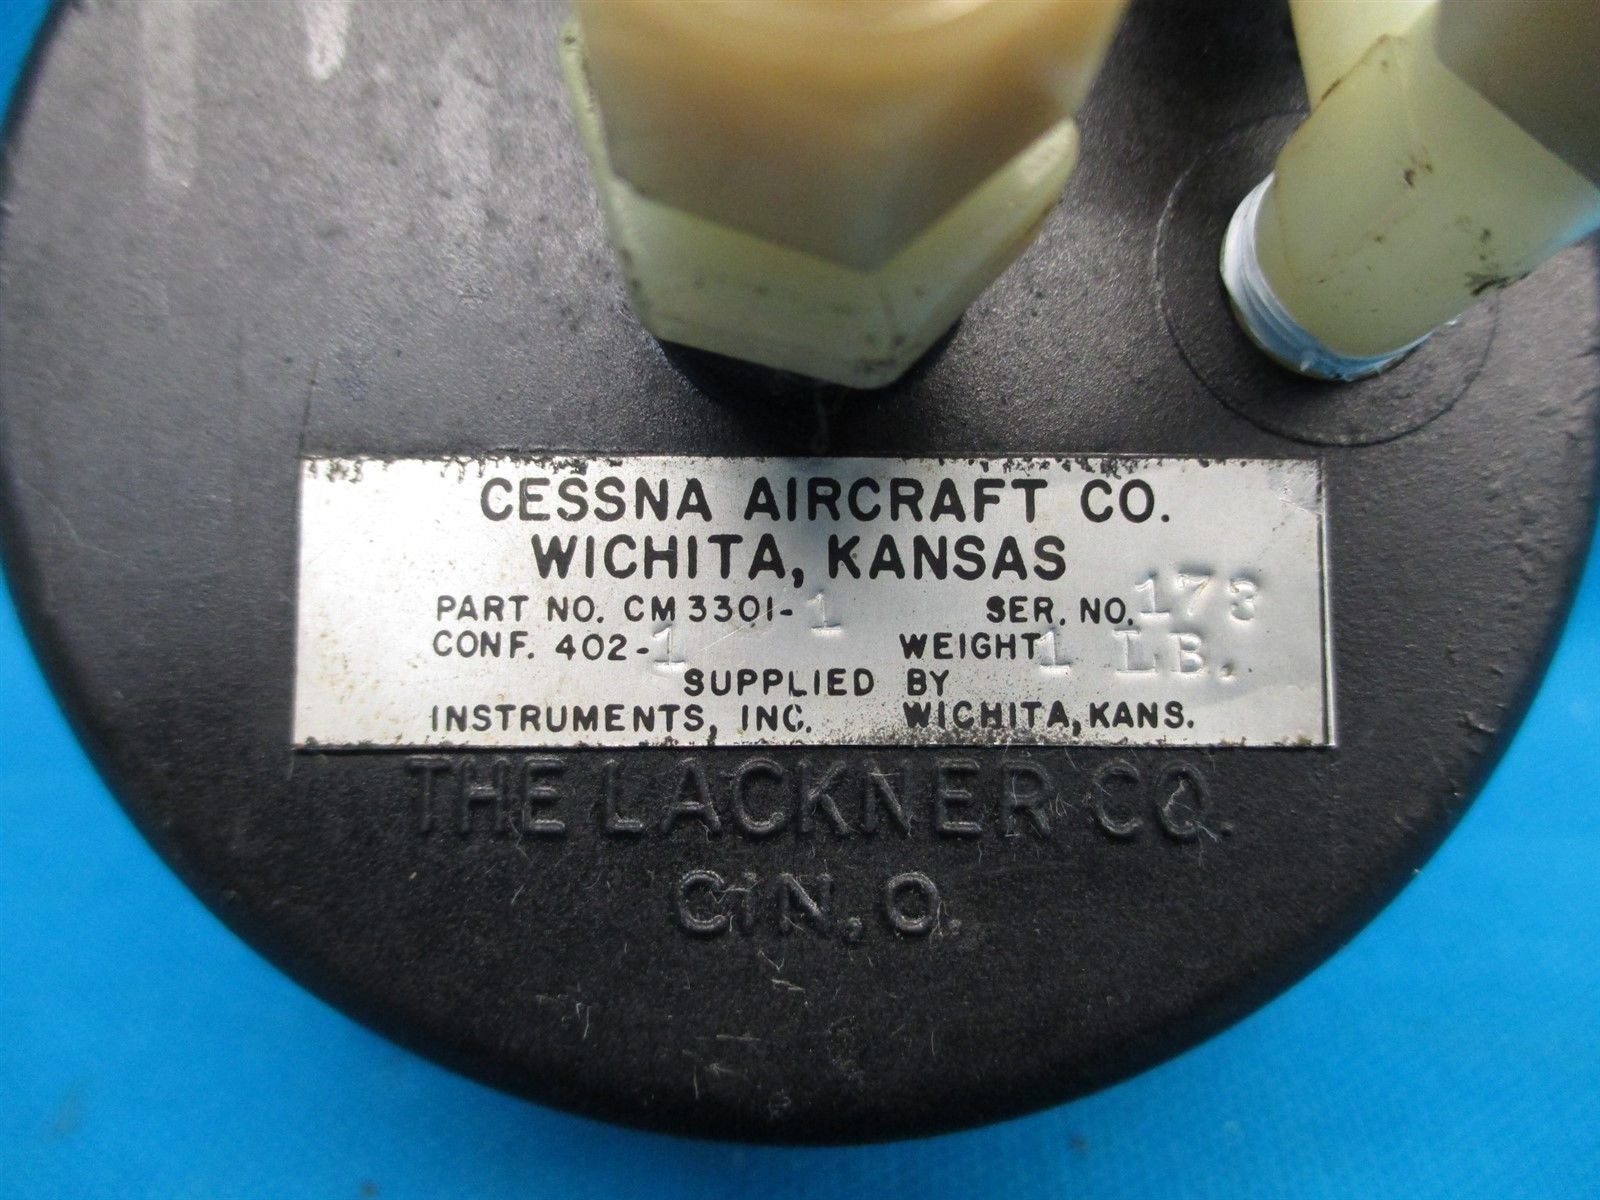 CESSNA AIRCRAFT CO.
WICHITA, KANSAS
PART NO. CM 3301-1 SER. NO. 173
CONF. 402-1 WEIGHT 1 LB.
SUPPLIED BY
INSTRUMENTS, INC. WICHITA, KANS.
THE LACKNER CO.
CIN. O.